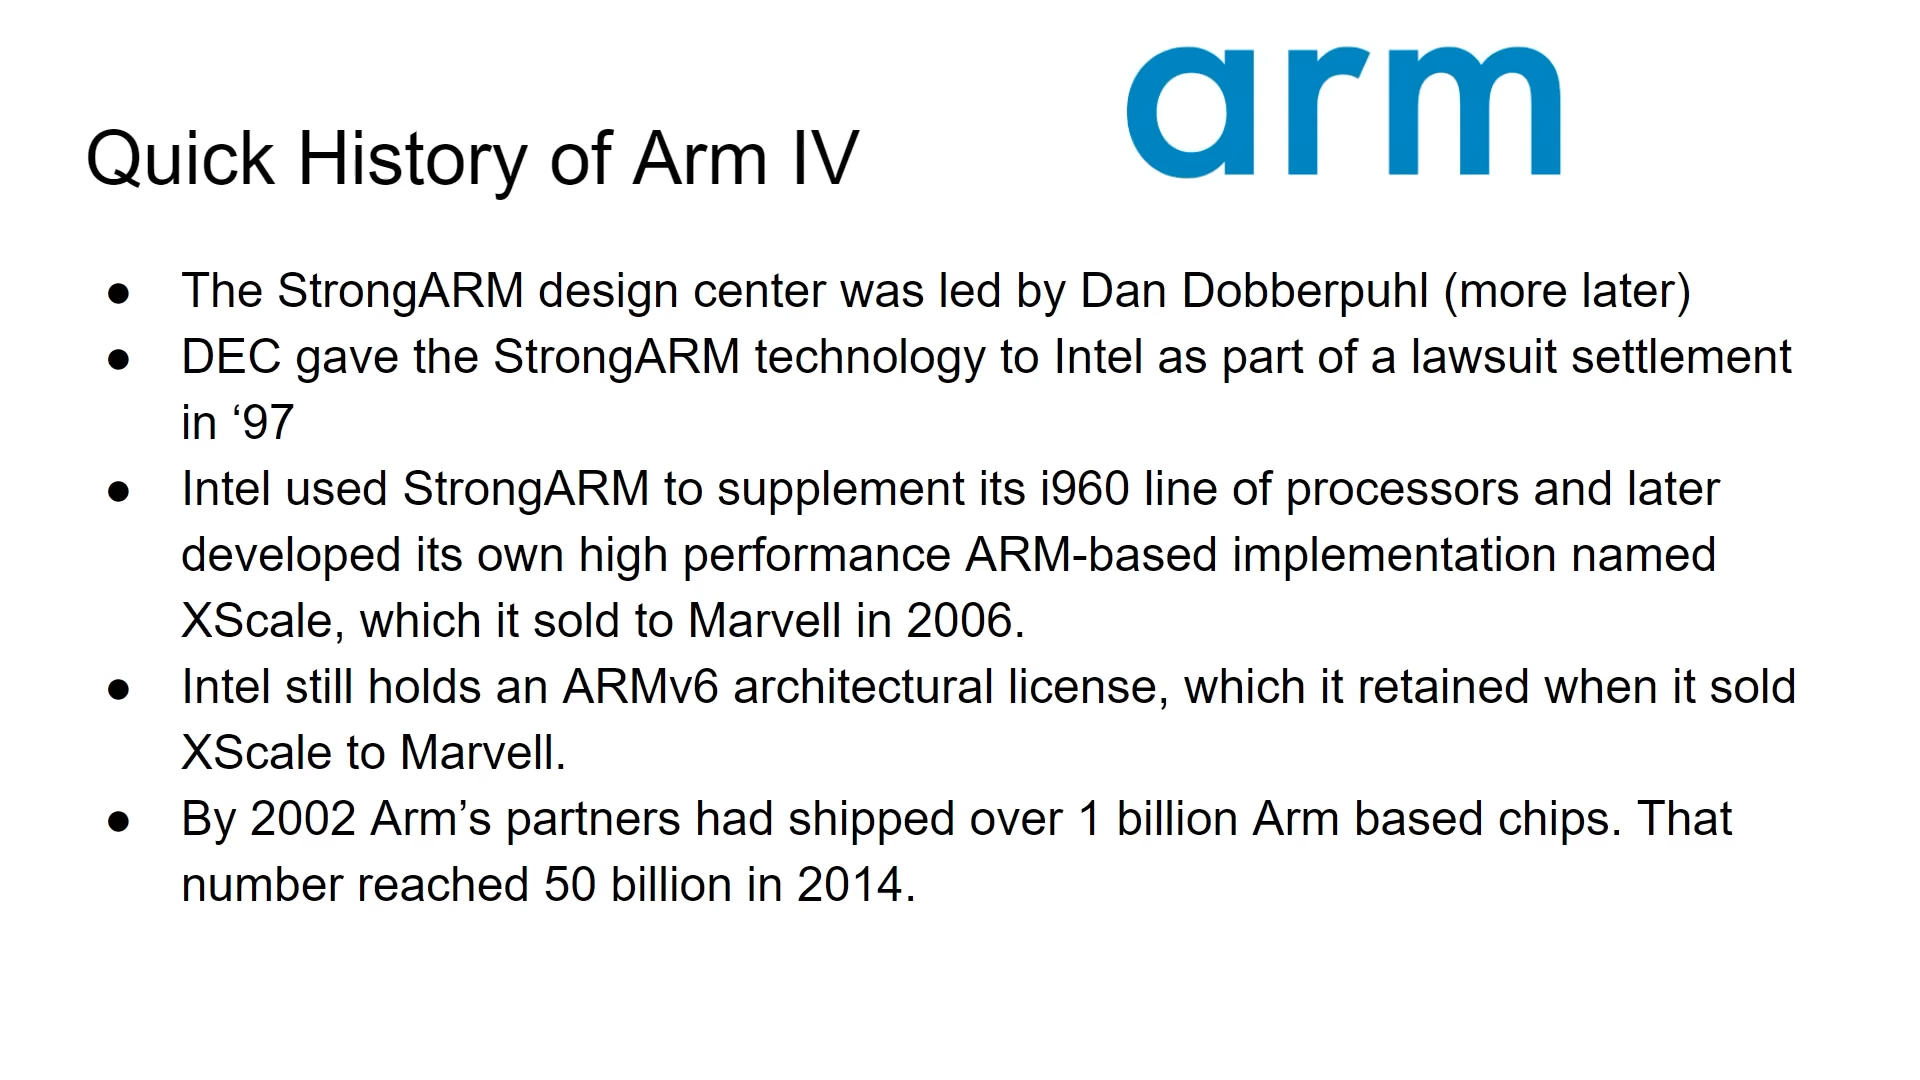 arm
Quick History of Arm IV
● The StrongARM design center was led by Dan Dobberpuhl (more later)
● DEC gave the StrongARM technology to Intel as part of a lawsuit settlement
in ‘97
● Intel used StrongARM to supplement its i960 line of processors and later
developed its own high performance ARM-based implementation named
XScale, which it sold to Marvell in 2006.
● Intel still holds an ARMv6 architectural license, which it retained when it sold
XScale to Marvell.
● By 2002 Arm’s partners had shipped over 1 billion Arm based chips. That
number reached 50 billion in 2014.